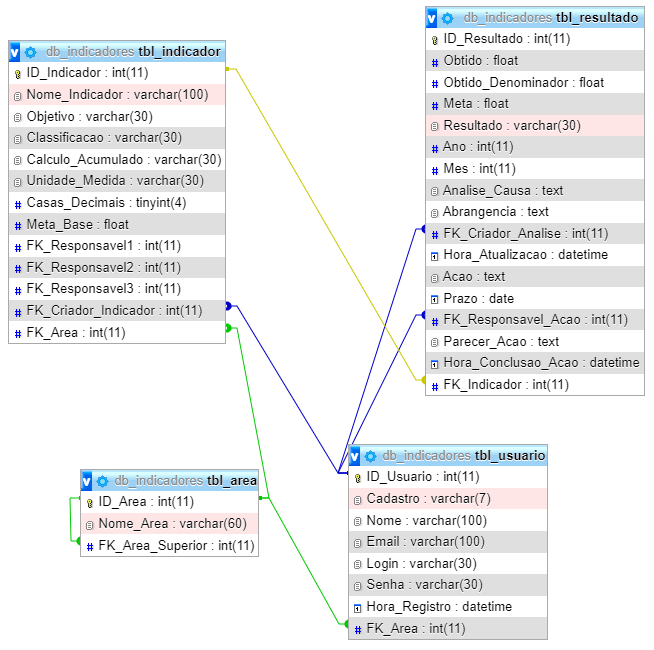 db_indicadores tbl_indicador
ID_Indicador : int(11)
Nome_Indicador : varchar(100)
Objetivo : varchar(30)
Classificacao : varchar(30)
Calculo_Acumulado : varchar(30)
Unidade_Medida : varchar(30)
Casas_Decimais : tinyint(4)
Meta_Base : float
FK_Responsavel1 : int(11)
FK_Responsavel2 : int(11)
FK_Responsavel3 : int(11)
FK_Criador_Indicador : int(11)
FK_Area : int(11)
db_indicadores tbl_resultado
ID_Resultado : int(11)
Obtido : float
Obtido_Denominador : float
Meta : float
Resultado : varchar(30)
Ano : int(11)
Mes : int(11)
Analise_Causa : text
Abrangencia : text
FK_Criador_Analise : int(11)
Hora_Atualizacao : datetime
Acao : text
Prazo : date
FK_Responsavel_Acao : int(11)
Parecer_Acao : text
Hora_Conclusao_Acao : datetime
FK_Indicador : int(11)
db_indicadores tbl_area
ID_Area : int(11)
Nome_Area : varchar(60)
FK_Area_Superior : int(11)
db_indicadores tbl_usuario
ID_Usuario : int(11)
Cadastro : varchar(7)
Nome : varchar(100)
Email : varchar(100)
Login : varchar(30)
Senha : varchar(30)
Hora_Registro : datetime
FK_Area : int(11)